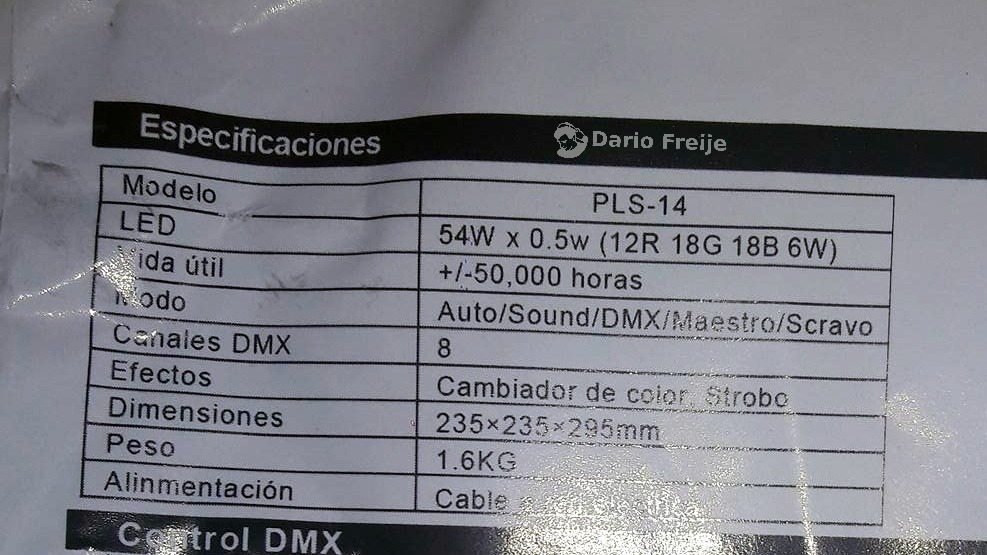 Especificaciones
Dario Freije
Modelo PLS-14
LED 54W x 0.5w (12R 18G 18B 6W)
Vida útil +/-50,000 horas
Modo Auto/Sound/DMX/Maestro/Scravo
Canales DMX 8
Efectos Cambiador de color, Strobo
Dimensiones 235×235×295mm
Peso 1.6KG
Alinmentación Cable
Control DMX